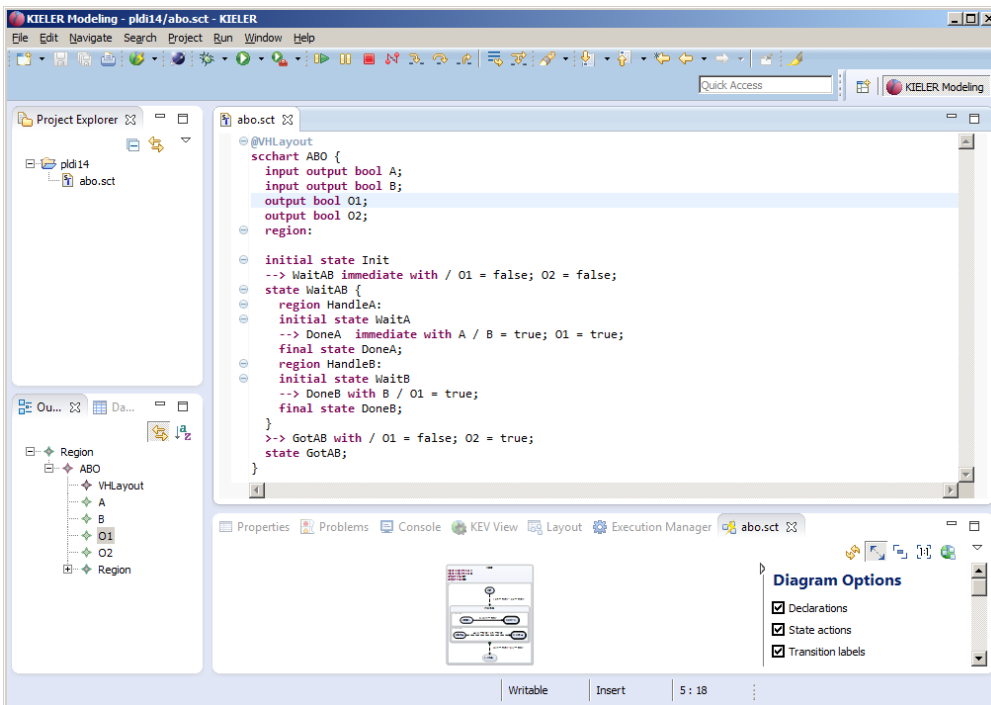 KIELER Modeling - pldi14/abo.sct - KIELER
File Edit Navigate Search Project Run Window Help
Quick Access
KIELER Modeling
Project Explorer
pldi14
abo.sct
abo.sct
@VHLayout
scchart ABO {
input output bool A;
input output bool B;
output bool O1;
output bool O2;
region:
initial state Init
--> WaitAB immediate with / O1 = false; O2 = false;
state WaitAB {
region HandleA:
initial state WaitA
--> DoneA immediate with A / B = true; O1 = true;
final state DoneA;
region HandleB:
initial state WaitB
--> DoneB with B / O1 = true;
final state DoneB;
}
>-> GotAB with / O1 = false; O2 = true;
state GotAB;
}
Ou... Da...
Region
ABO
VHLayout
A
B
O1
O2
Region
Properties Problems Console KEV View Layout Execution Manager abo.sct
Diagram Options
Declarations
State actions
Transition labels
Writable Insert 5 : 18